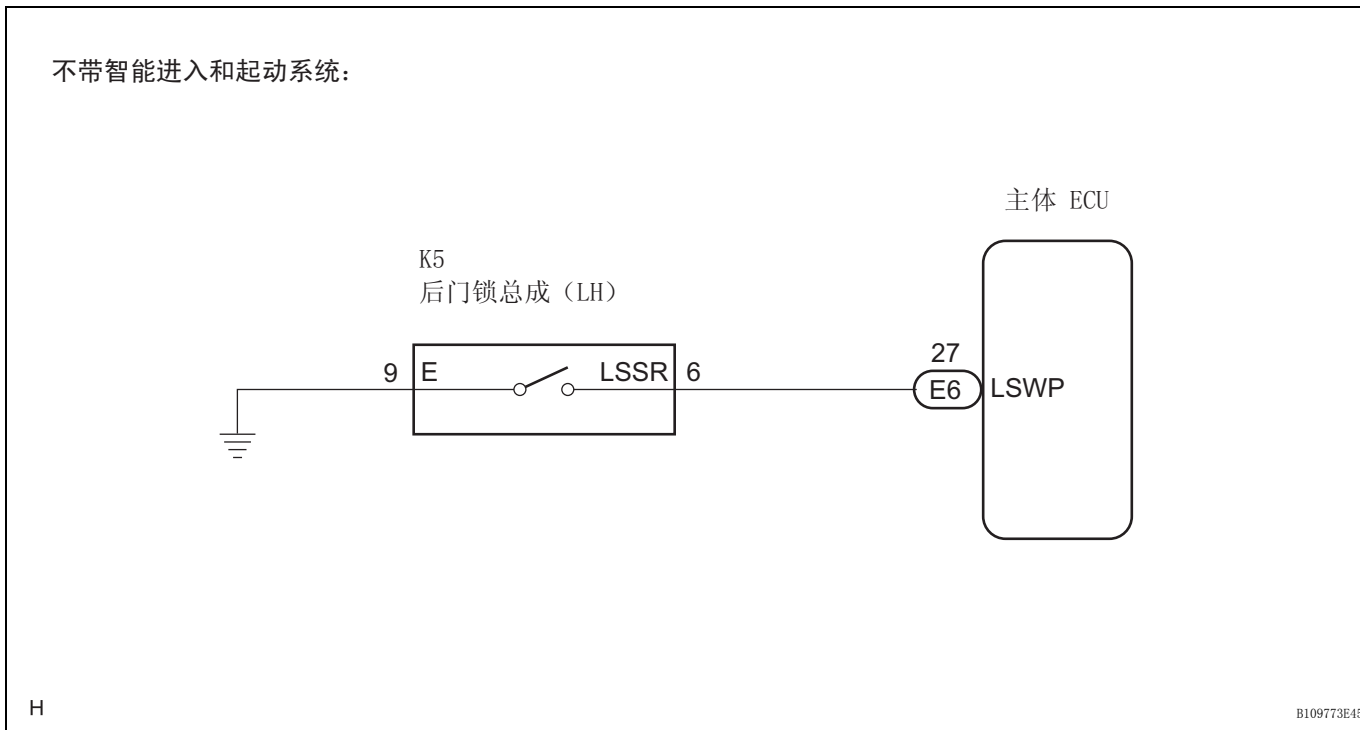 不带智能进入和起动系统：
主体 ECU
K5
后门锁总成（LH）
9 E LSSR 6
27
E6 LSWP
H
B109773E45